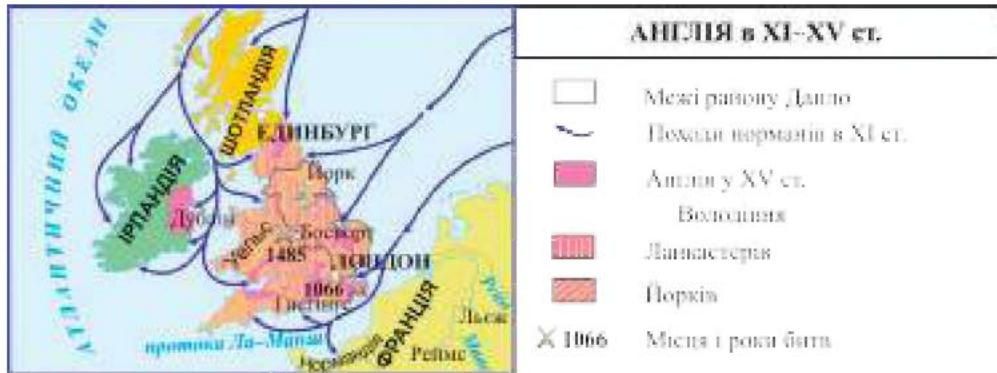 АТЛАНТИЧНИЙ ОКЕАН
ШОТЛАНДІЯ
ЕДИНБУРГ
Йорк
ІРЛАНДІЯ
Дублін
УЕЛЬС
Босворт
1485
ЛОНДОН
1066
Гастінгс
протока Ла-Манш
Нормандія
ФРАНЦІЯ
Реймс
Льєж
Рейн
АНГЛІЯ в XI-XV ст.
Межі району Данло
Походи норманів в XI ст.
Англія у XV ст.
Володіння
Ланкастерів
Йорків
1066 Місця і роки битв